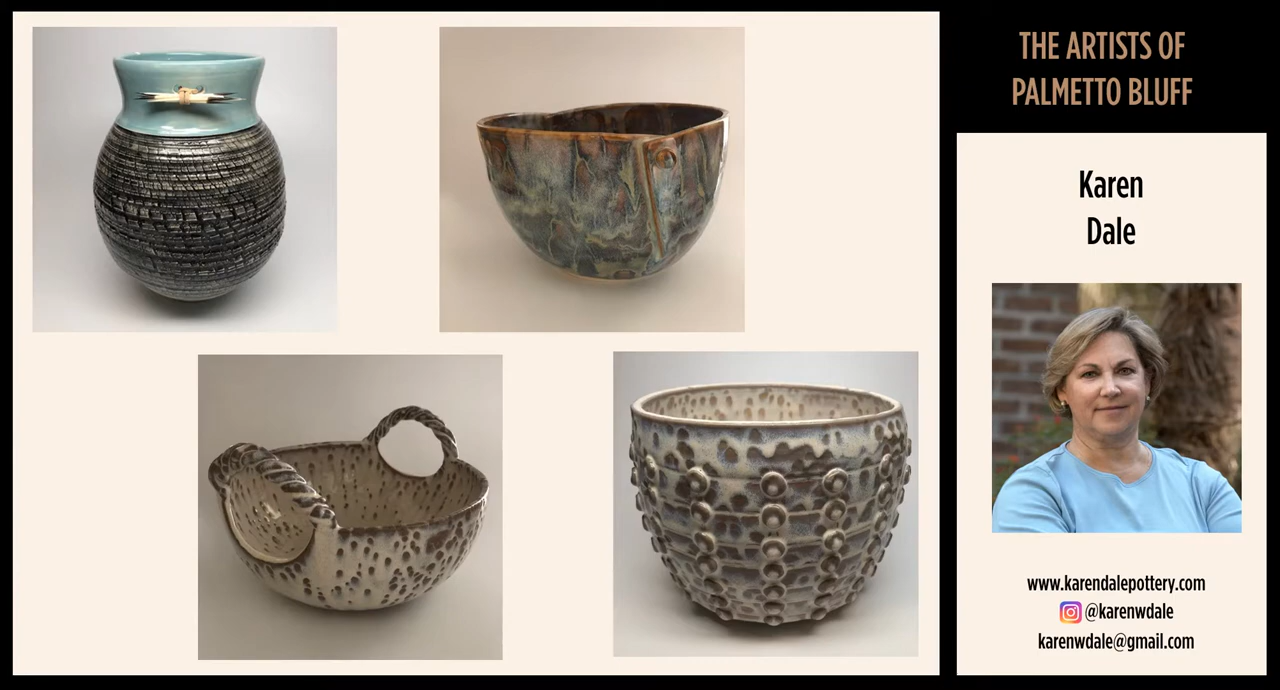 THE ARTISTS OF
PALMETTO BLUFF
Karen
Dale
www.karendalepottery.com
@karenwdale
karenwdale@gmail.com